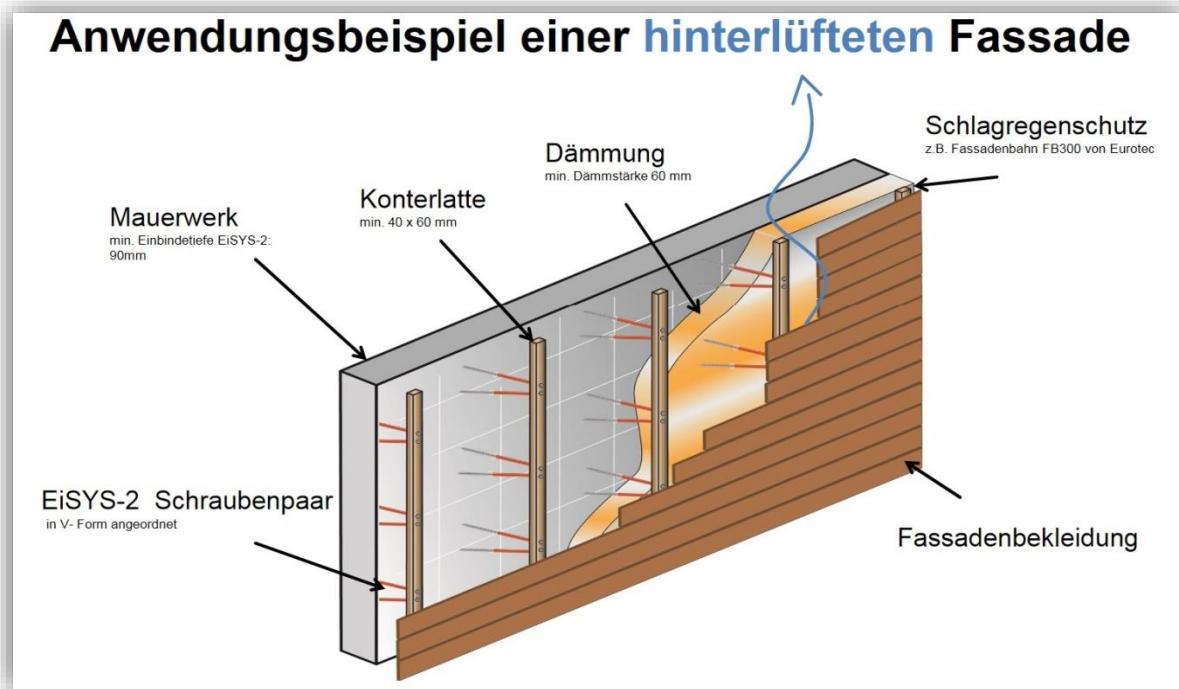 Anwendungsbeispiel einer hinterlüfteten Fassade
Schlagregenschutz
z.B. Fassadenbahn FB300 von Eurotec
Dämmung
min. Dämmstärke 60 mm
Konterlatte
min. 40 x 60 mm
Mauerwerk
min. Einbindetiefe EiSYS-2:
90mm
EiSYS-2 Schraubenpaar
in V- Form angeordnet
Fassadenbekleidung